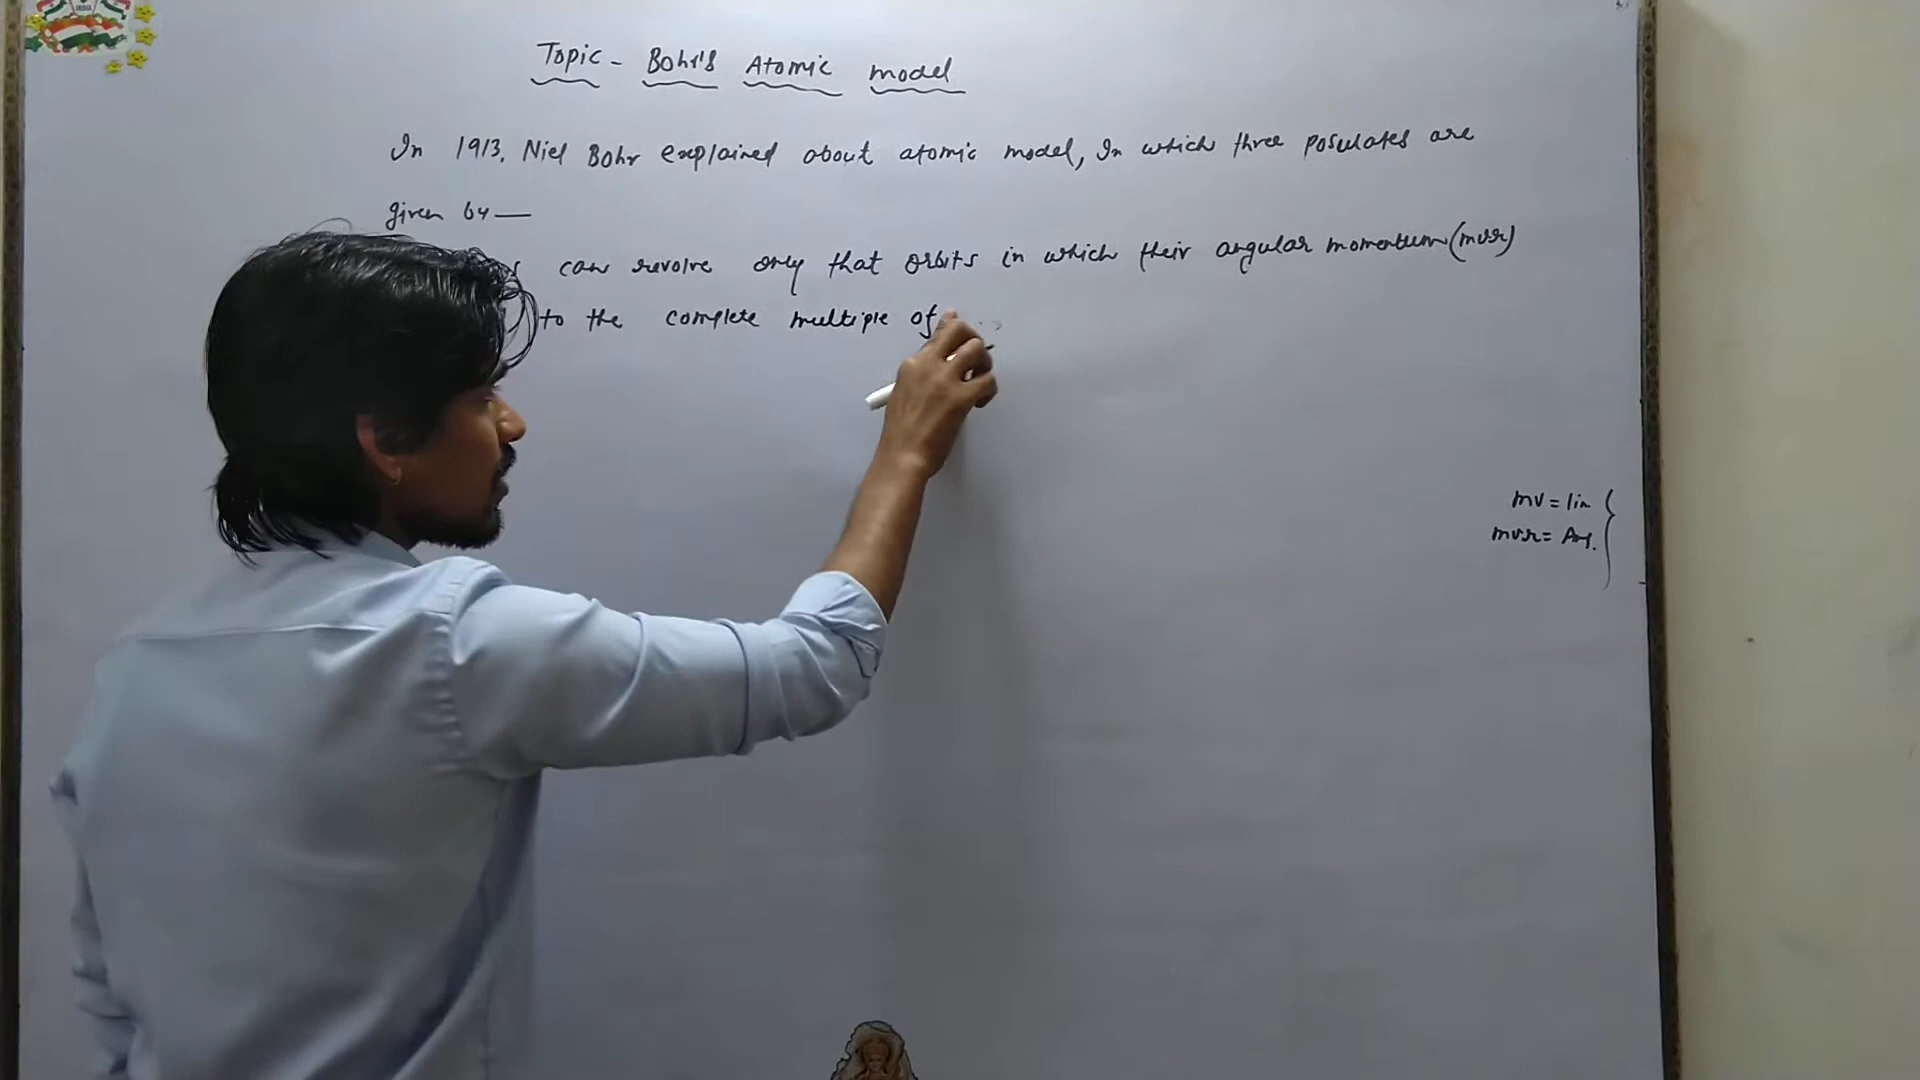 INDIA
Topic - Bohr's Atomic model
In 1913, Niel Bohr explained about atomic model, In which three posulates are
given by —
can revolve only that orbits in which their angular momentum (mvr)
to the complete multiple of
mv = lin
mvr = Ang.